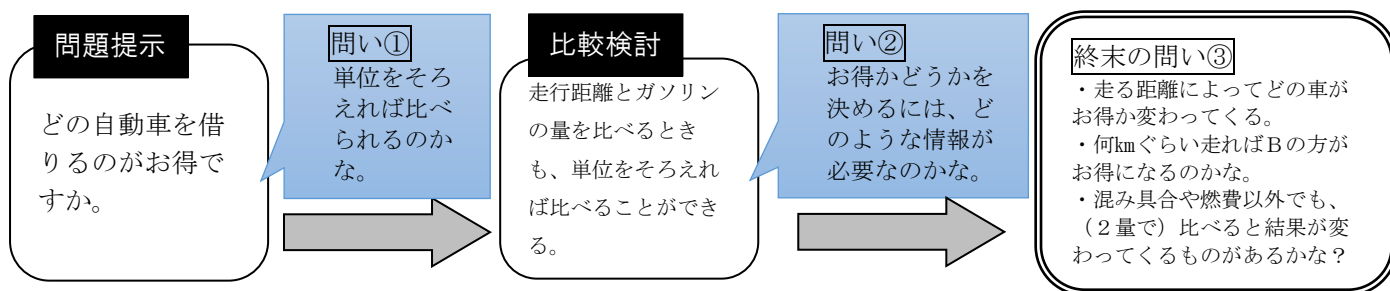 問題提示
どの自動車を借
りるのがお得で
すか。
問い①
単位をそろ
えれば比べ
られるのか
な。
比較検討
走行距離とガソリン
の量を比べるとき
も、単位をそろえれ
ば比べることができ
る。
問い②
お得かどうかを
決めるには、ど
のような情報が
必要なのかな。
終末の問い③
・走る距離によってどの車が
お得か変わってくる。
・何㎞ぐらい走ればＢの方が
お得になるのかな。
・混み具合や燃費以外でも、
（２量で）比べると結果が変
わってくるものがあるかな？